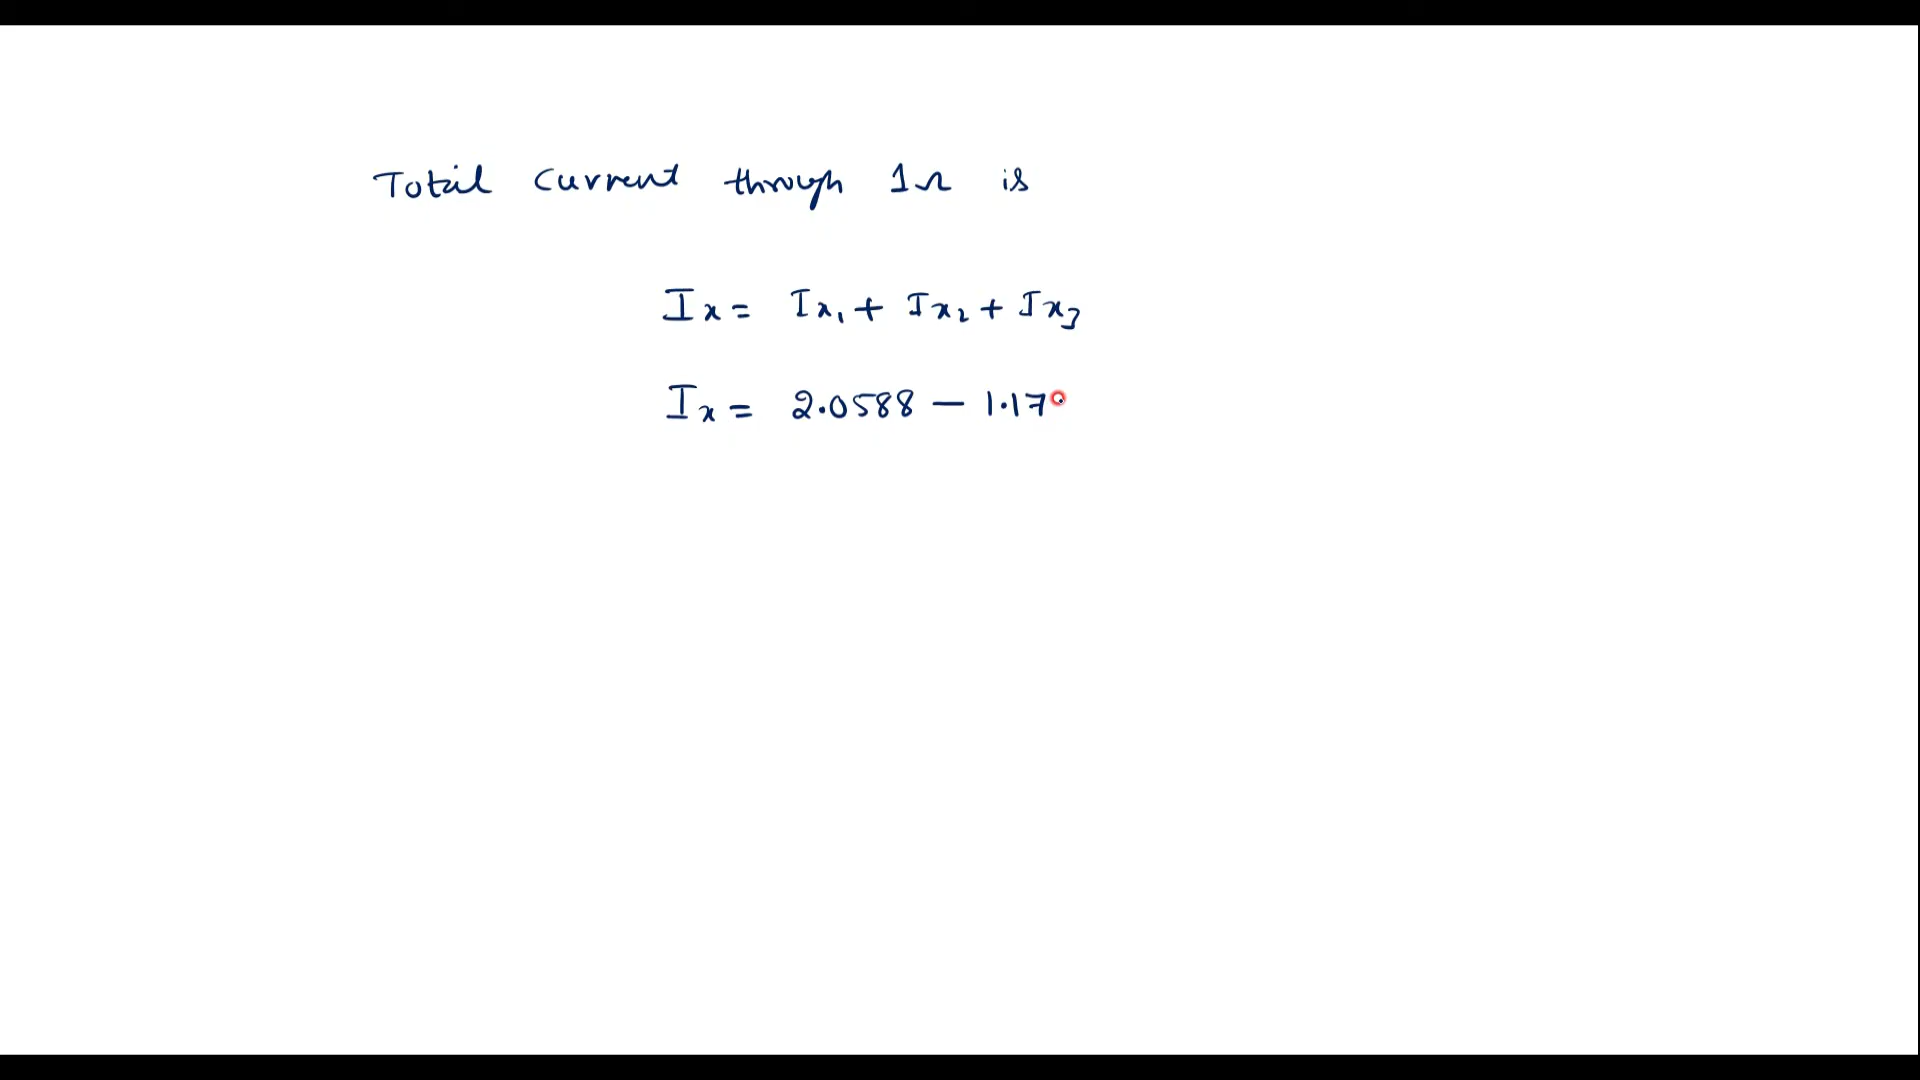 Total current through 1Ω is
Ix = Ix₁ + Ix₂ + Ix₃
Ix = 2.0588 − 1.17